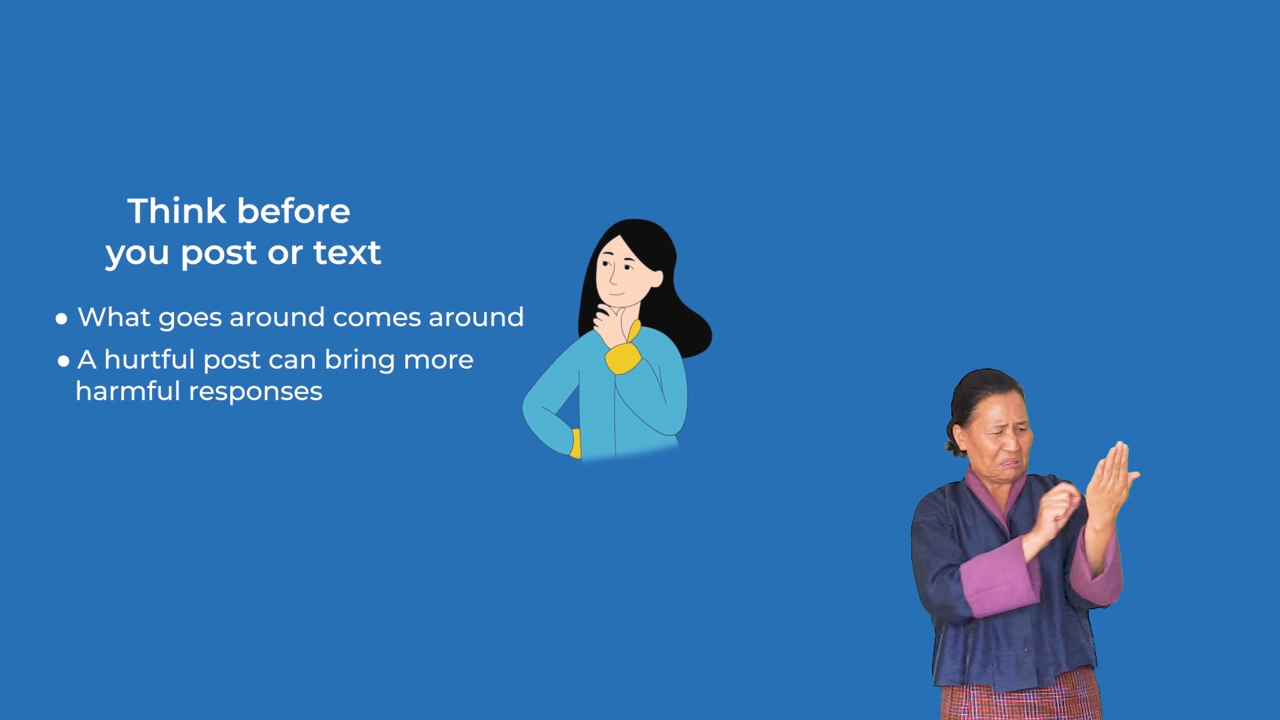 Think before
you post or text
● What goes around comes around
● A hurtful post can bring more
harmful responses